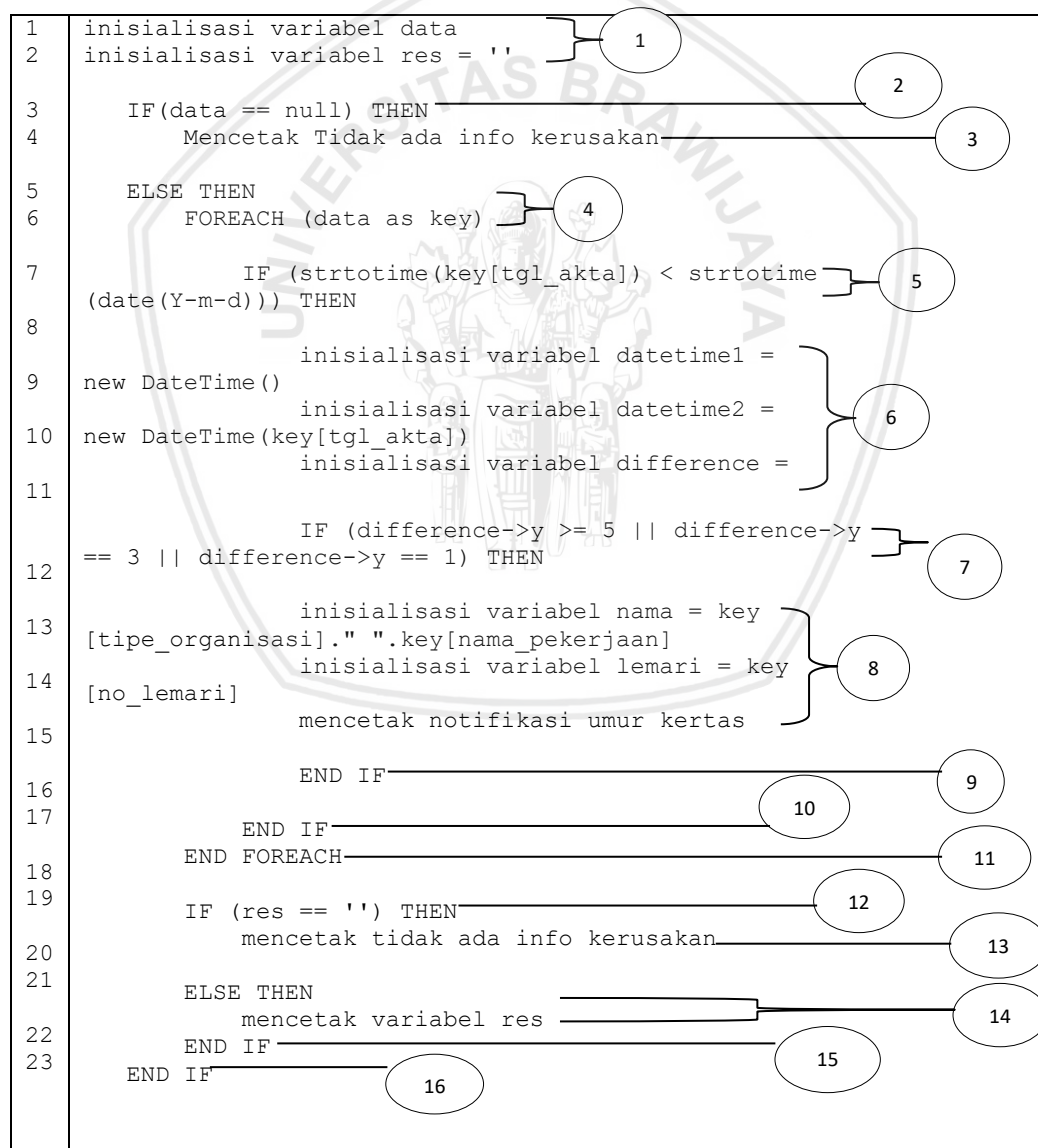 1 inisialisasi variabel data
2 inisialisasi variabel res = ''
1
2
3 IF(data == null) THEN
4 Mencetak Tidak ada info kerusakan
3
5 ELSE THEN
6 FOREACH (data as key)
4
7 IF (strtotime(key[tgl_akta]) < strtotime
(date(Y-m-d))) THEN
5
8
inisialisasi variabel datetime1 =
9 new DateTime()
inisialisasi variabel datetime2 =
10 new DateTime(key[tgl_akta])
inisialisasi variabel difference =
6
11
IF (difference->y >= 5 || difference->y
== 3 || difference->y == 1) THEN
7
12
inisialisasi variabel nama = key
13 [tipe_organisasi]." ".key[nama_pekerjaan]
inisialisasi variabel lemari = key
14 [no_lemari]
mencetak notifikasi umur kertas
8
15
END IF
9
16
17
END IF
10
END FOREACH
11
18
19
IF (res == '') THEN
12
mencetak tidak ada info kerusakan
13
20
21
ELSE THEN
mencetak variabel res
14
22
END IF
15
23
END IF
16
UNIVERSITAS BRAWIJAYA